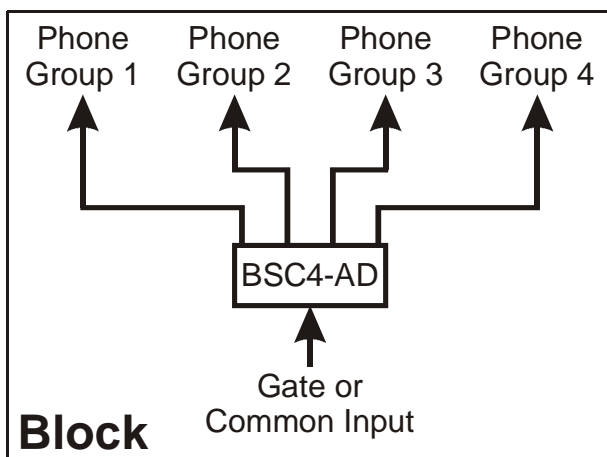 Phone Phone Phone Phone
Group 1 Group 2 Group 3 Group 4
BSC4-AD
Gate or
Common Input
Block